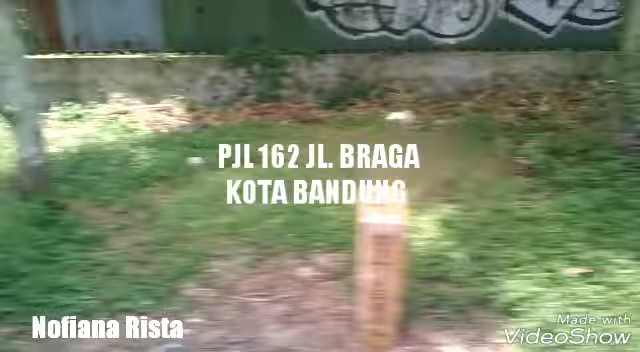 PJL 162 JL. BRAGA
KOTA BANDUNG
Nofiana Rista
Made with
VideoShow